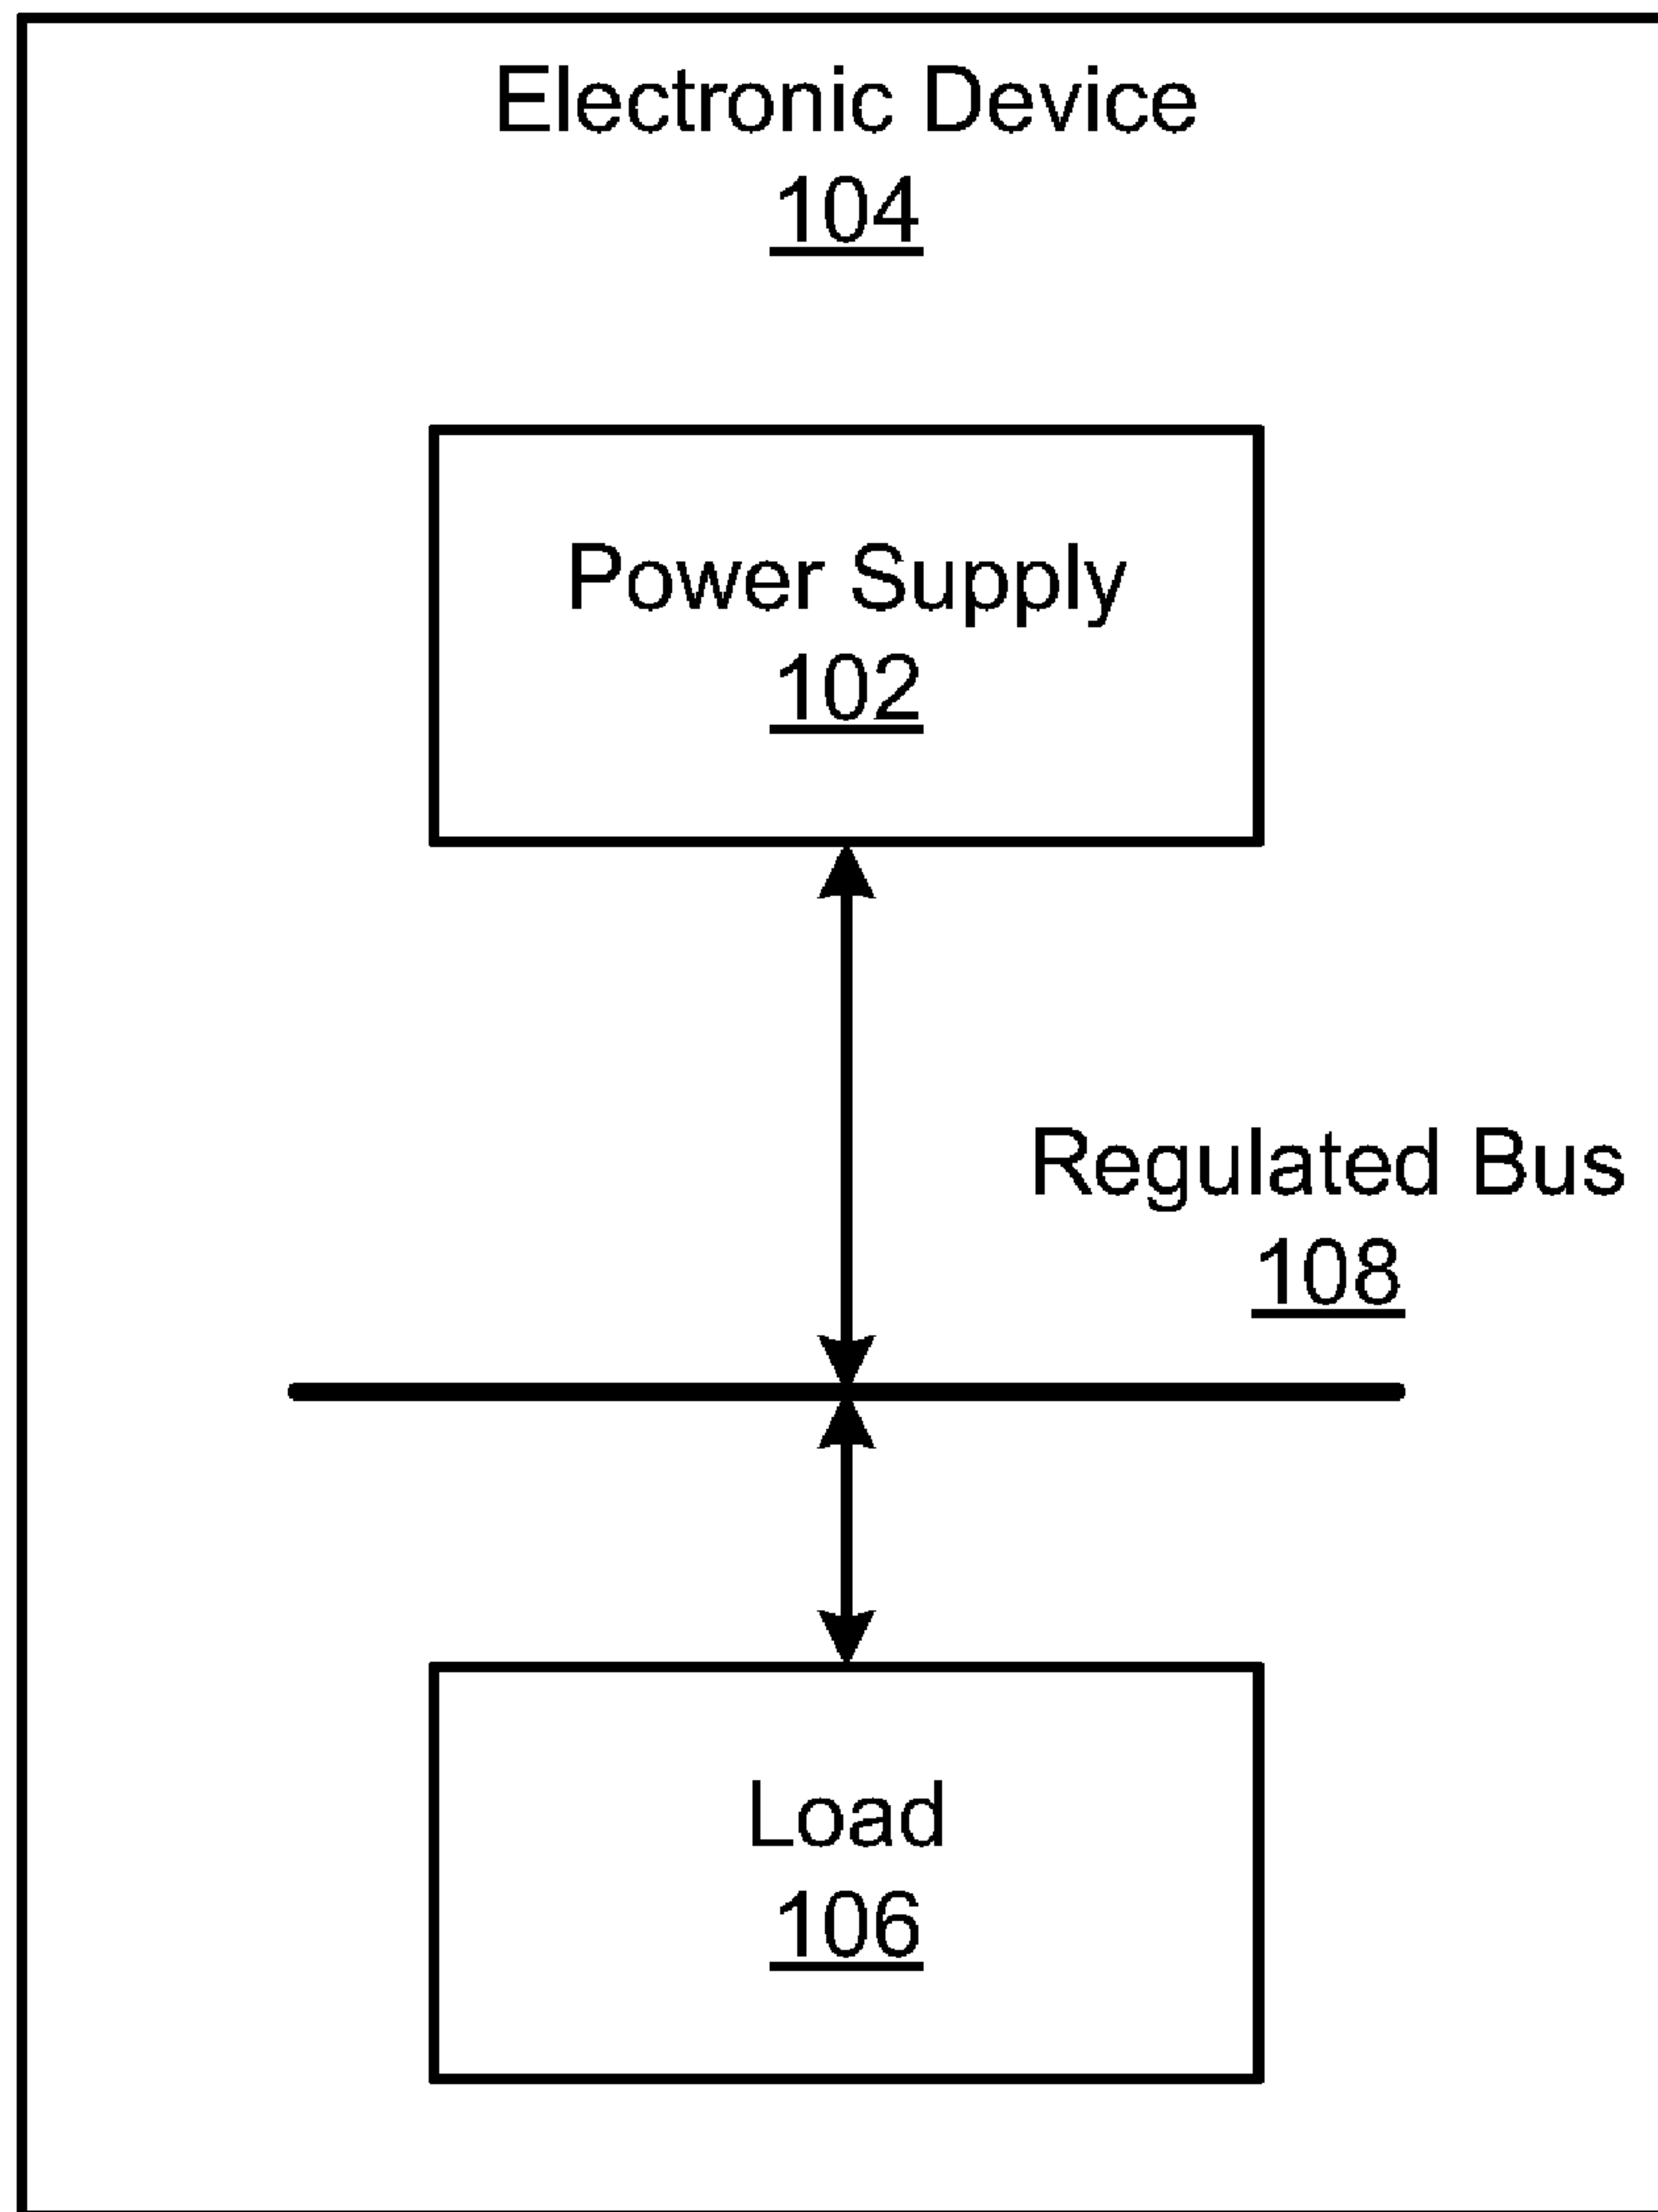 Electronic Device
104
Power Supply
102
Regulated Bus
108
Load
106